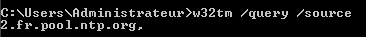 C:\Users\Administrateur>w32tm /query /source
2.fr.pool.ntp.org,